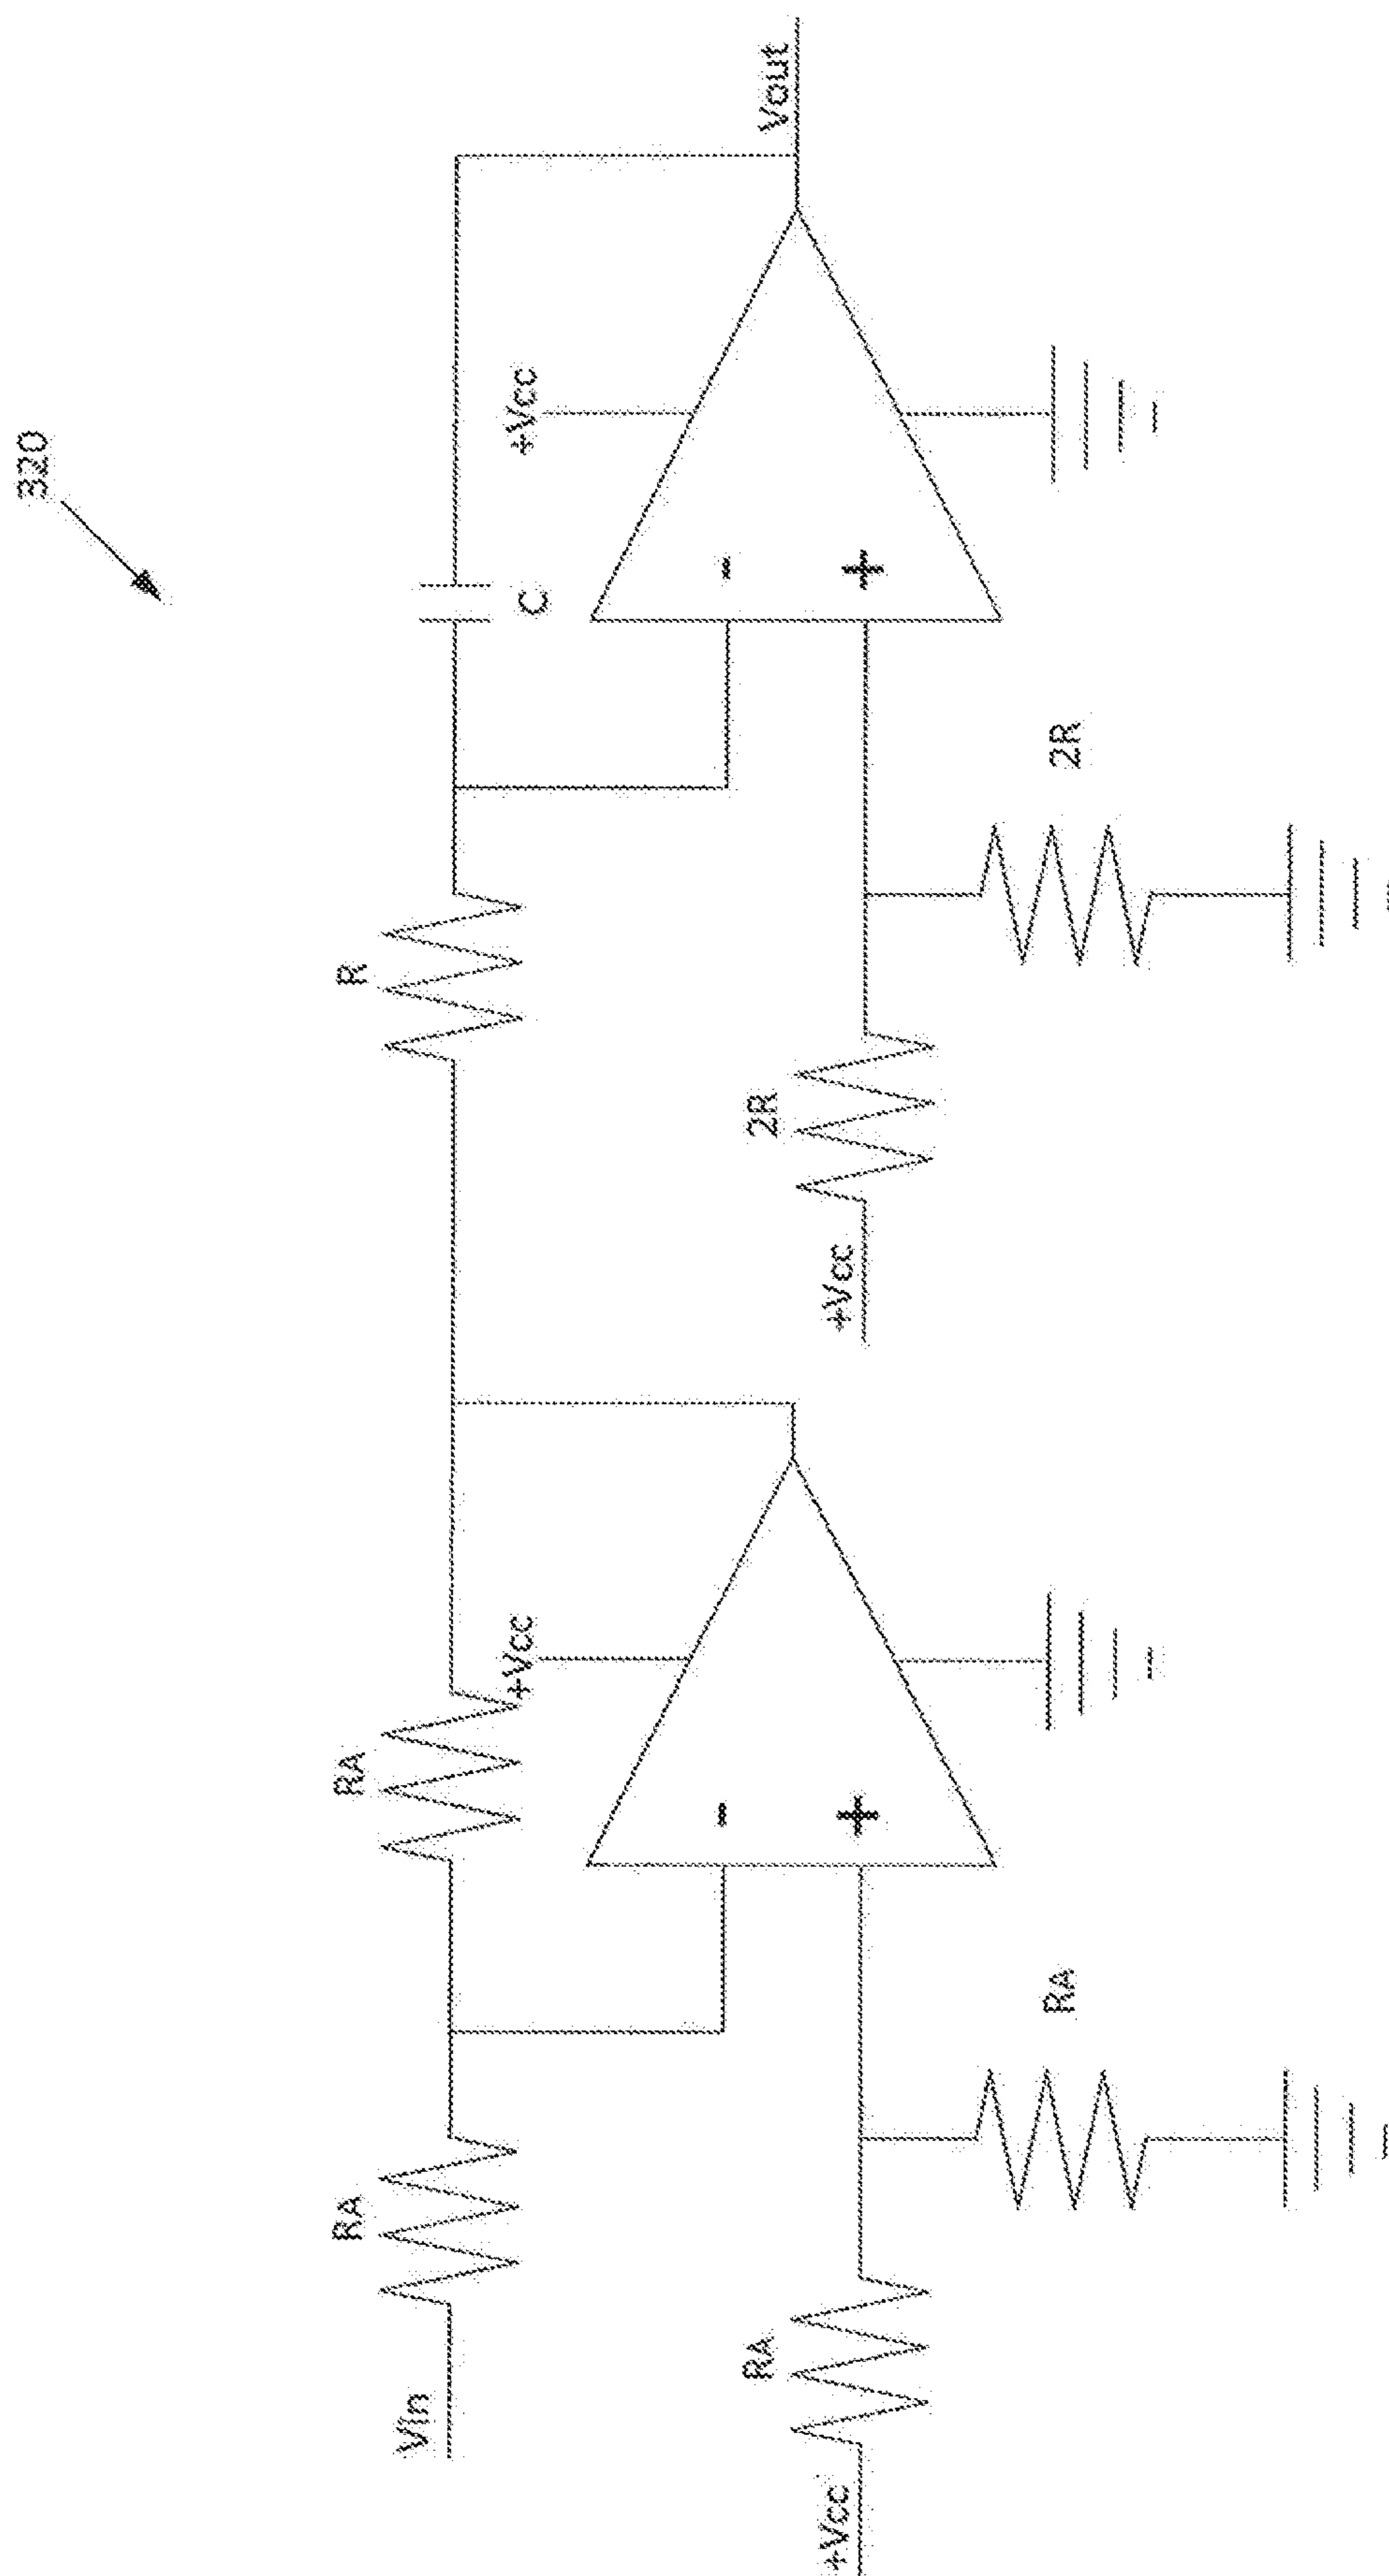 320
Vin
RA
RA
R
C
+Vcc
+Vcc
Vout
-
+
-
+
+Vcc
RA
RA
+Vcc
2R
2R